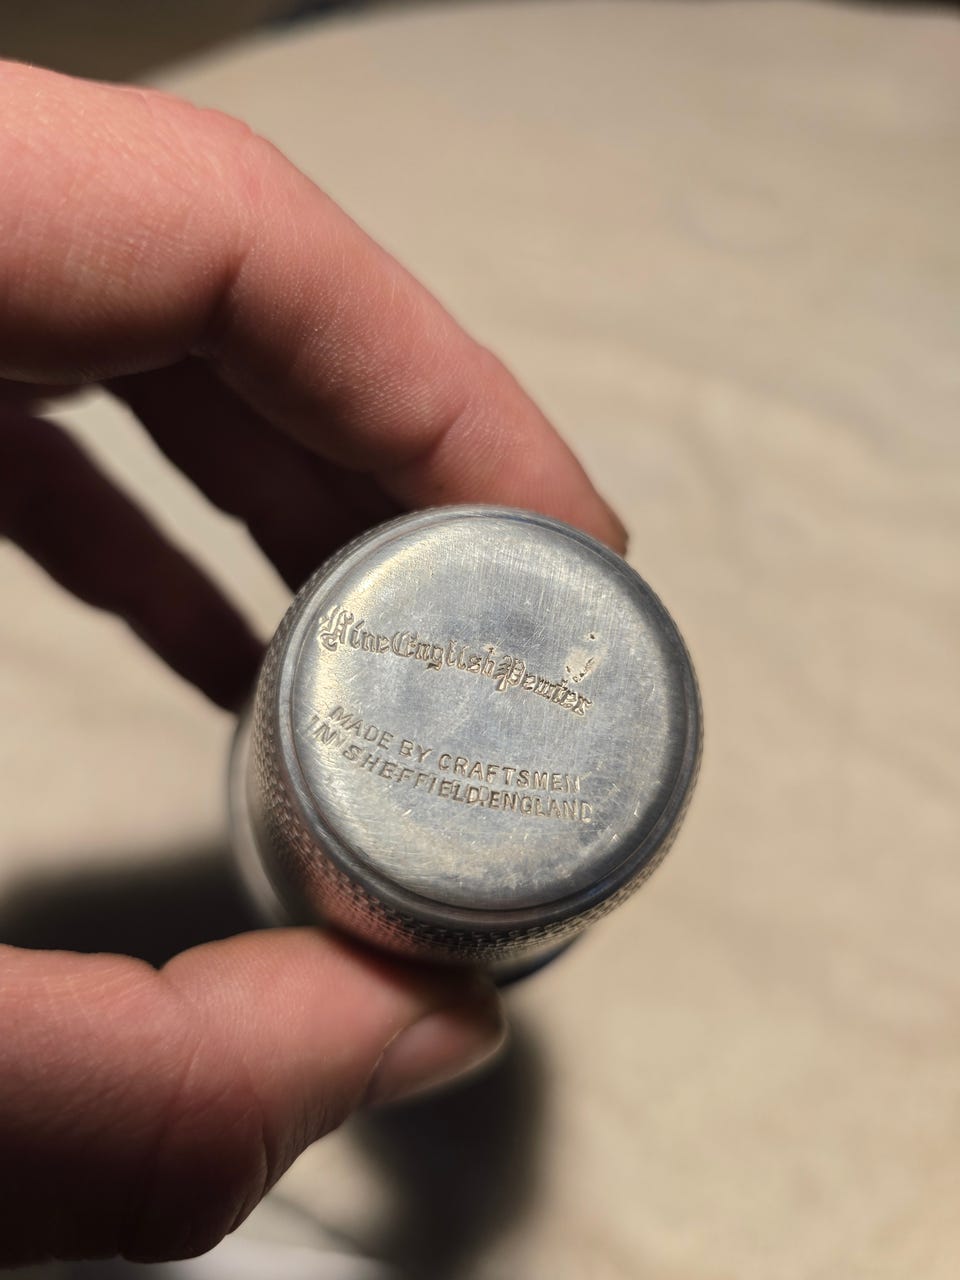 Fine English Pewter
MADE BY CRAFTSMEN
IN SHEFFIELD.ENGLAND